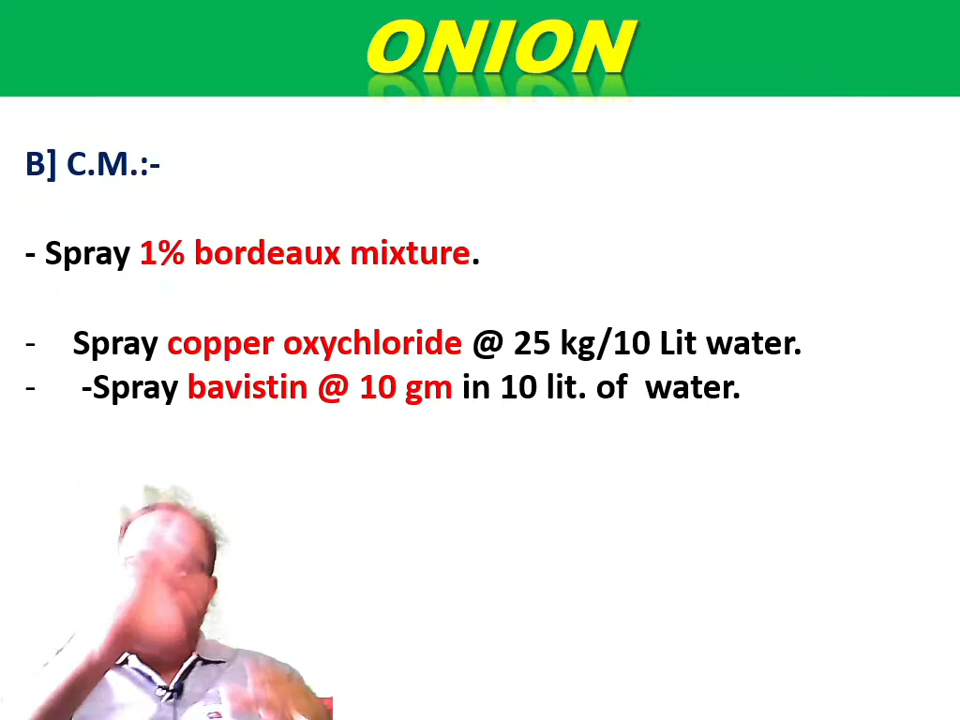 ONION
B] C.M.:-
- Spray 1% bordeaux mixture.
- Spray copper oxychloride @ 25 kg/10 Lit water.
- -Spray bavistin @ 10 gm in 10 lit. of water.